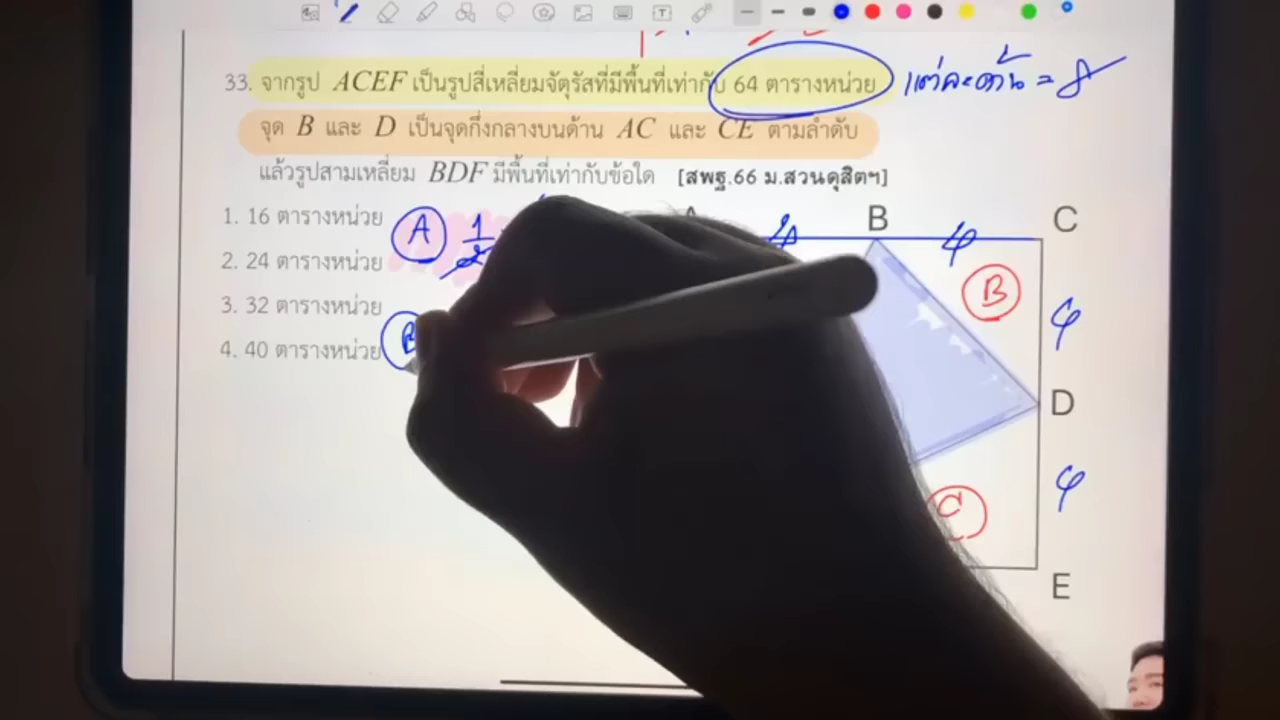 33. จากรูป ACEF เป็นรูปสี่เหลี่ยมจัตุรัสที่มีพื้นที่เท่ากับ 64 ตารางหน่วย แต่ละด้าน = 8
จุด B และ D เป็นจุดกึ่งกลางบนด้าน AC และ CE ตามลำดับ
แล้วรูปสามเหลี่ยม BDF มีพื้นที่เท่ากับข้อใด [สพฐ.66 ม.สวนดุสิตฯ]
1. 16 ตารางหน่วย
2. 24 ตารางหน่วย
3. 32 ตารางหน่วย
4. 40 ตารางหน่วย
A 1/2
B
B C
4 4
B
4
D
4
C
E